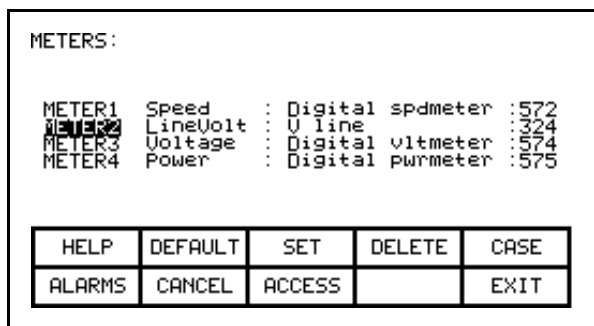 METERS:
METER1 Speed : Digital spdmeter :572
METER2 LineVolt : V line :324
METER3 Voltage : Digital vltmeter :574
METER4 Power : Digital pwrmeter :575
HELP DEFAULT SET DELETE CASE
ALARMS CANCEL ACCESS EXIT